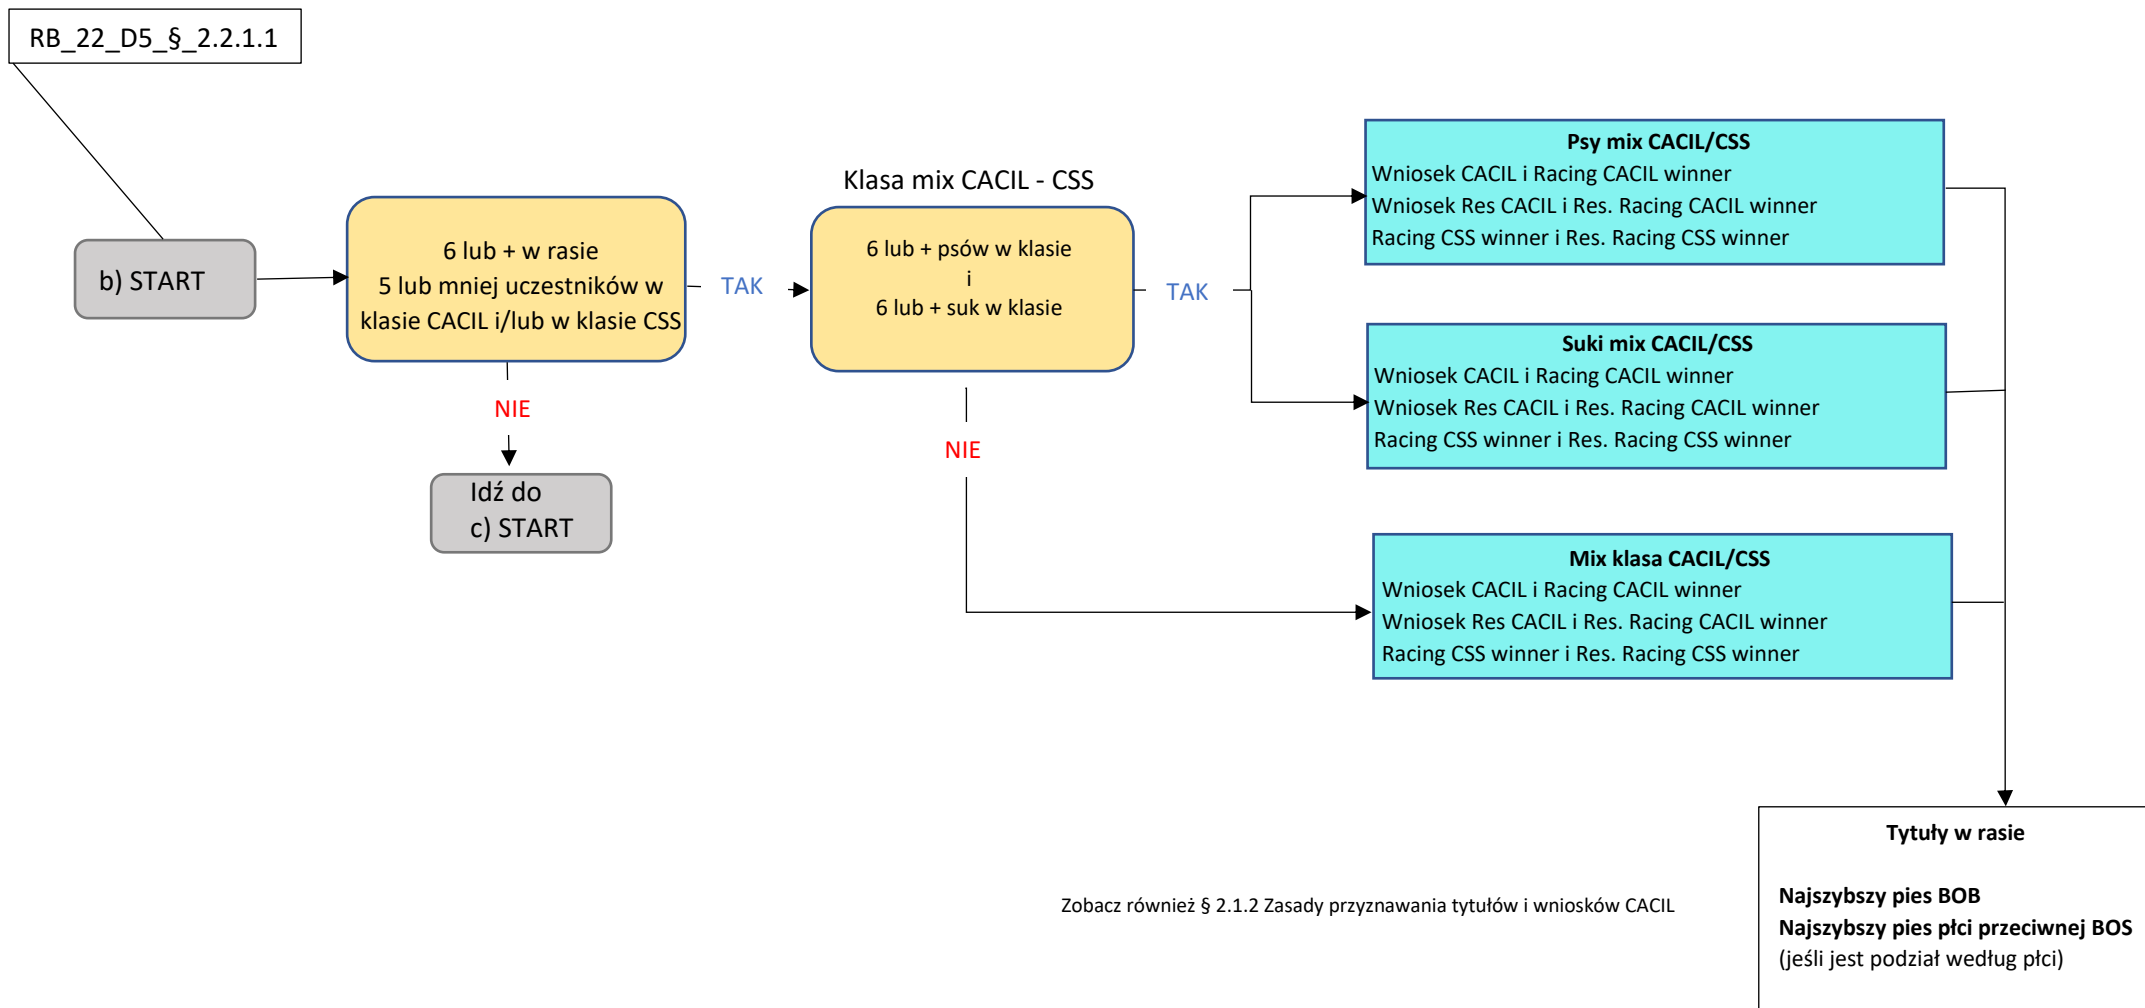 RB_22_D5_§_2.2.1.1
b) START
6 lub + w rasie
5 lub mniej uczestników w
klasie CACIL i/lub w klasie CSS
TAK
NIE
Idź do
c) START
Klasa mix CACIL - CSS
6 lub + psów w klasie
i
6 lub + suk w klasie
TAK
NIE
Psy mix CACIL/CSS
Wniosek CACIL i Racing CACIL winner
Wniosek Res CACIL i Res. Racing CACIL winner
Racing CSS winner i Res. Racing CSS winner
Suki mix CACIL/CSS
Wniosek CACIL i Racing CACIL winner
Wniosek Res CACIL i Res. Racing CACIL winner
Racing CSS winner i Res. Racing CSS winner
Mix klasa CACIL/CSS
Wniosek CACIL i Racing CACIL winner
Wniosek Res CACIL i Res. Racing CACIL winner
Racing CSS winner i Res. Racing CSS winner
Tytuły w rasie
Najszybszy pies BOB
Najszybszy pies płci przeciwnej BOS
(jeśli jest podział według płci)
Zobacz również § 2.1.2 Zasady przyznawania tytułów i wniosków CACIL